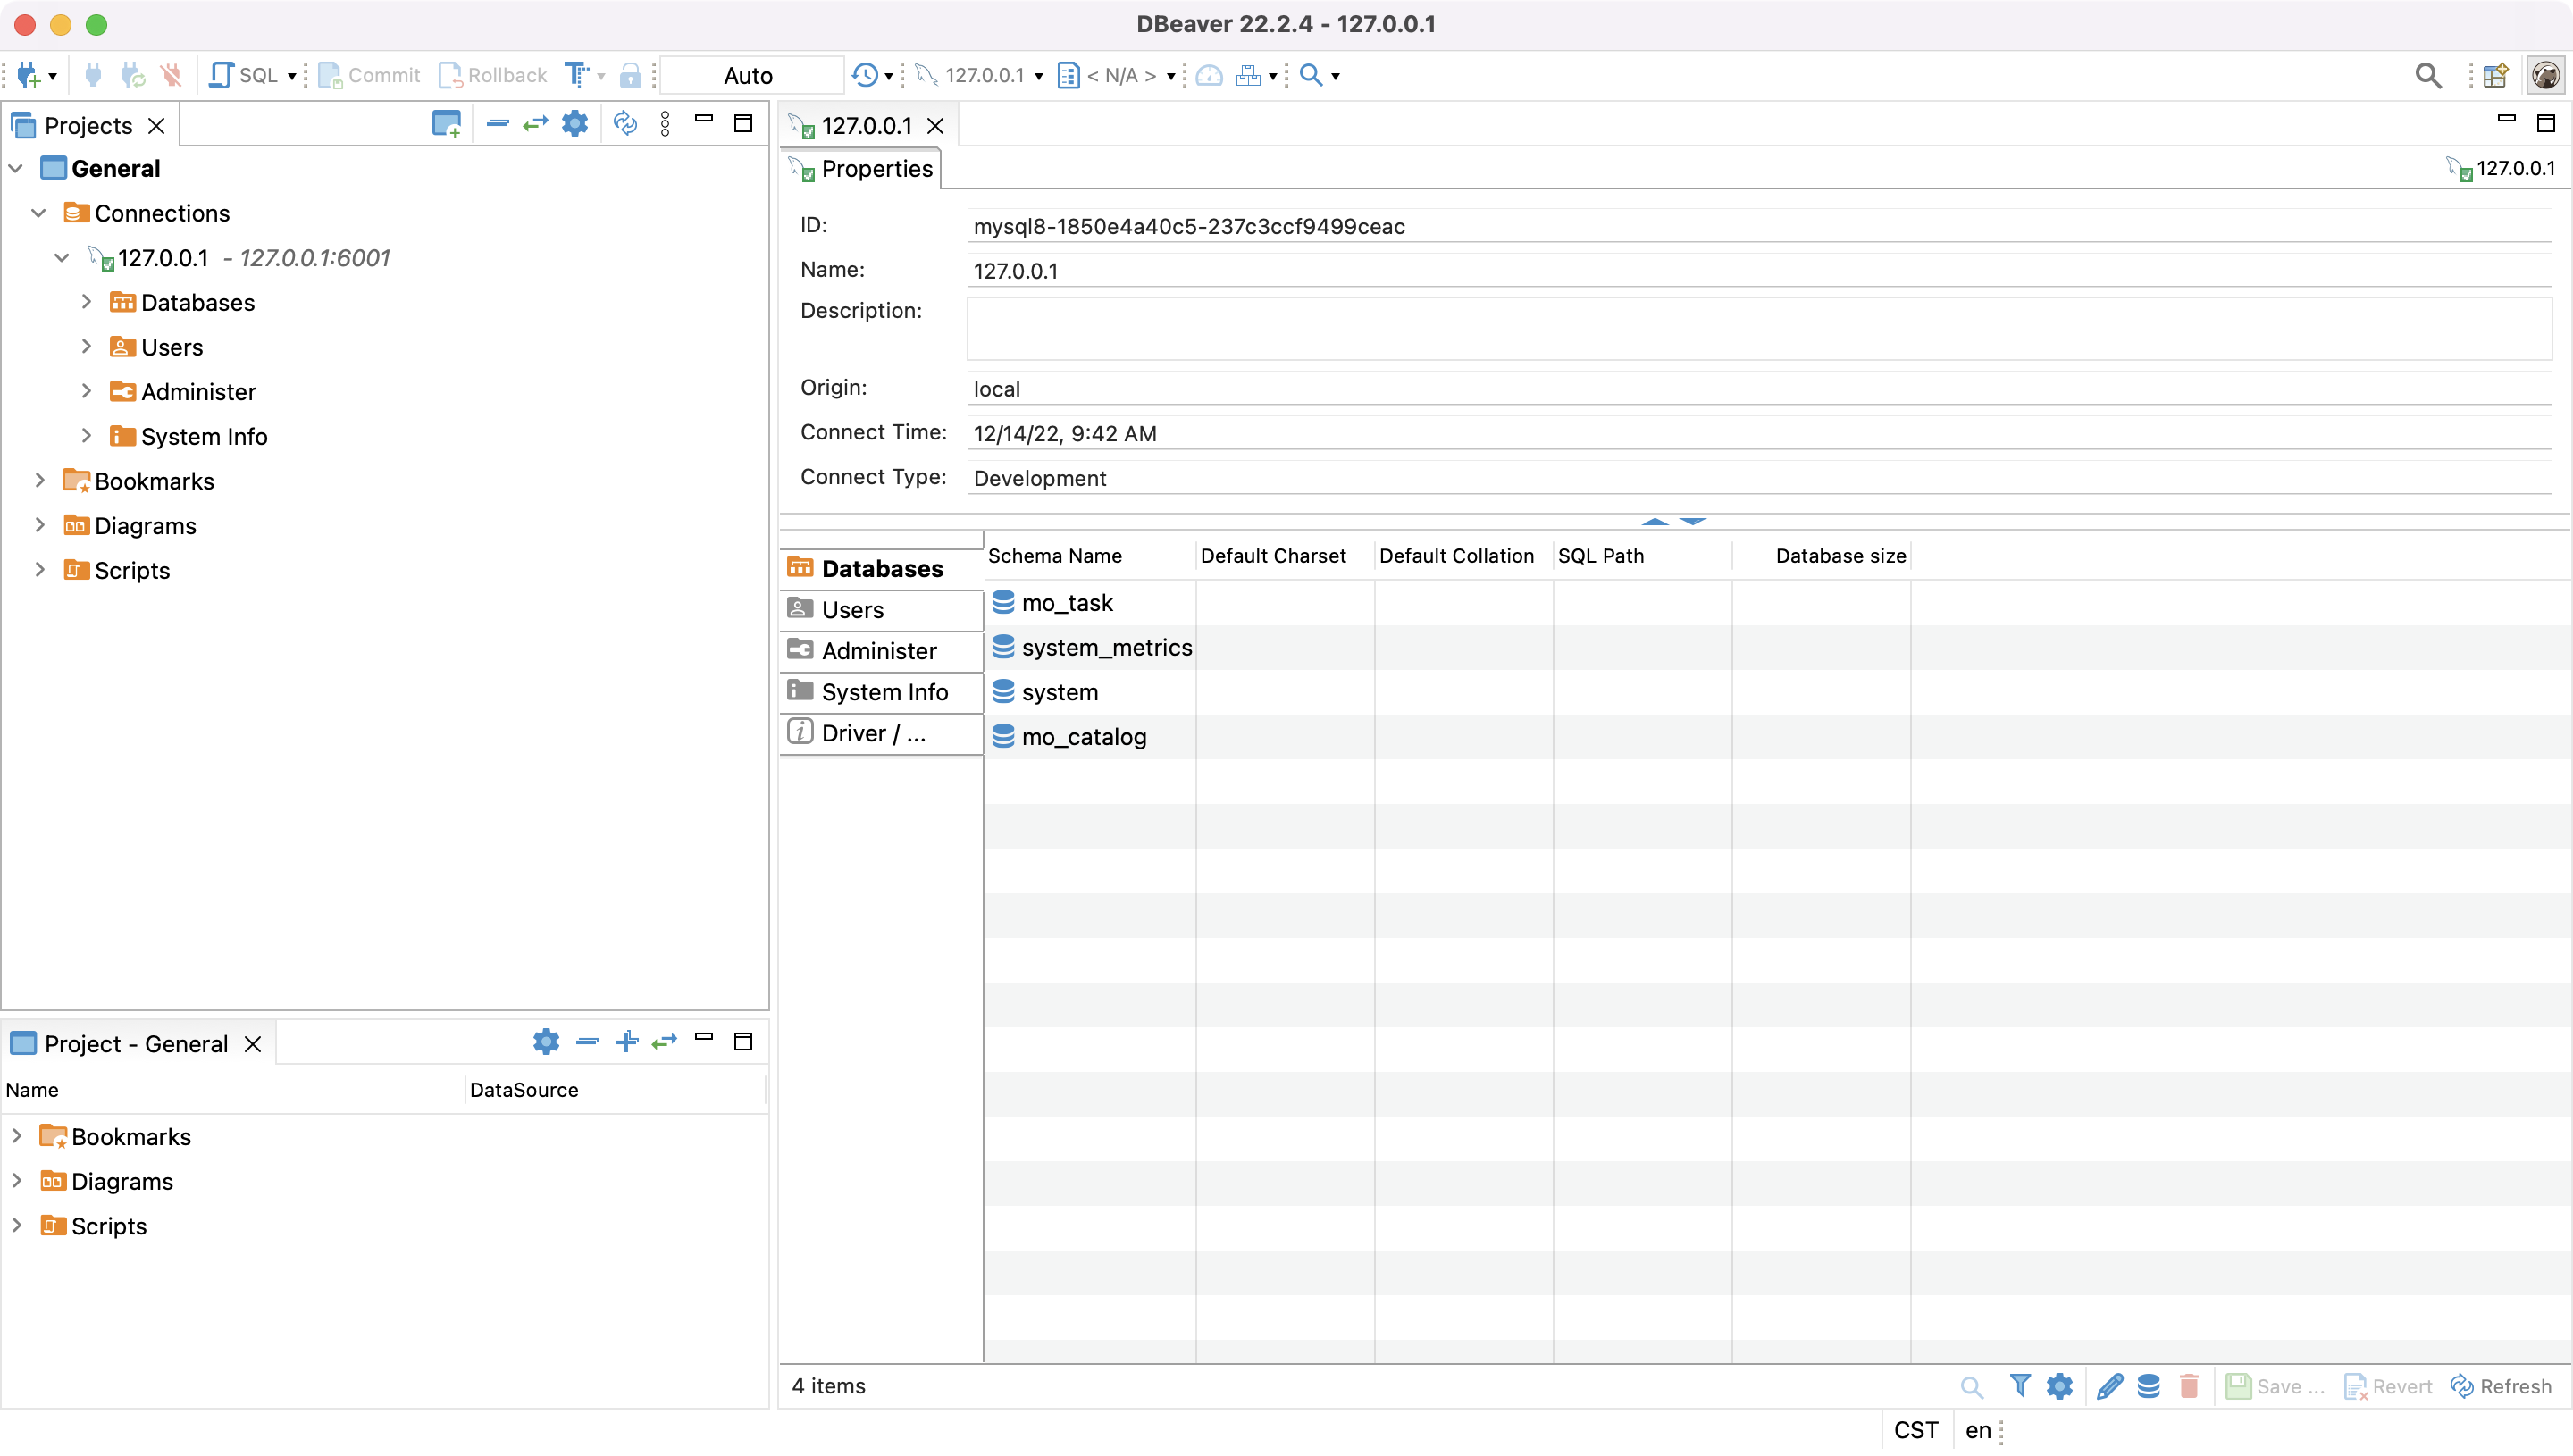 DBeaver 22.2.4 - 127.0.0.1
SQL Commit Rollback Auto 127.0.0.1 < N/A >
Projects
General
Connections
127.0.0.1 - 127.0.0.1:6001
Databases
Users
Administer
System Info
Bookmarks
Diagrams
Scripts
Project - General
Name DataSource
Bookmarks
Diagrams
Scripts
127.0.0.1
Properties 127.0.0.1
ID: mysql8-1850e4a40c5-237c3ccf9499ceac
Name: 127.0.0.1
Description:
Origin: local
Connect Time: 12/14/22, 9:42 AM
Connect Type: Development
Databases
Users
Administer
System Info
Driver / ...
Schema Name Default Charset Default Collation SQL Path Database size
mo_task
system_metrics
system
mo_catalog
4 items Save ... Revert Refresh
CST en